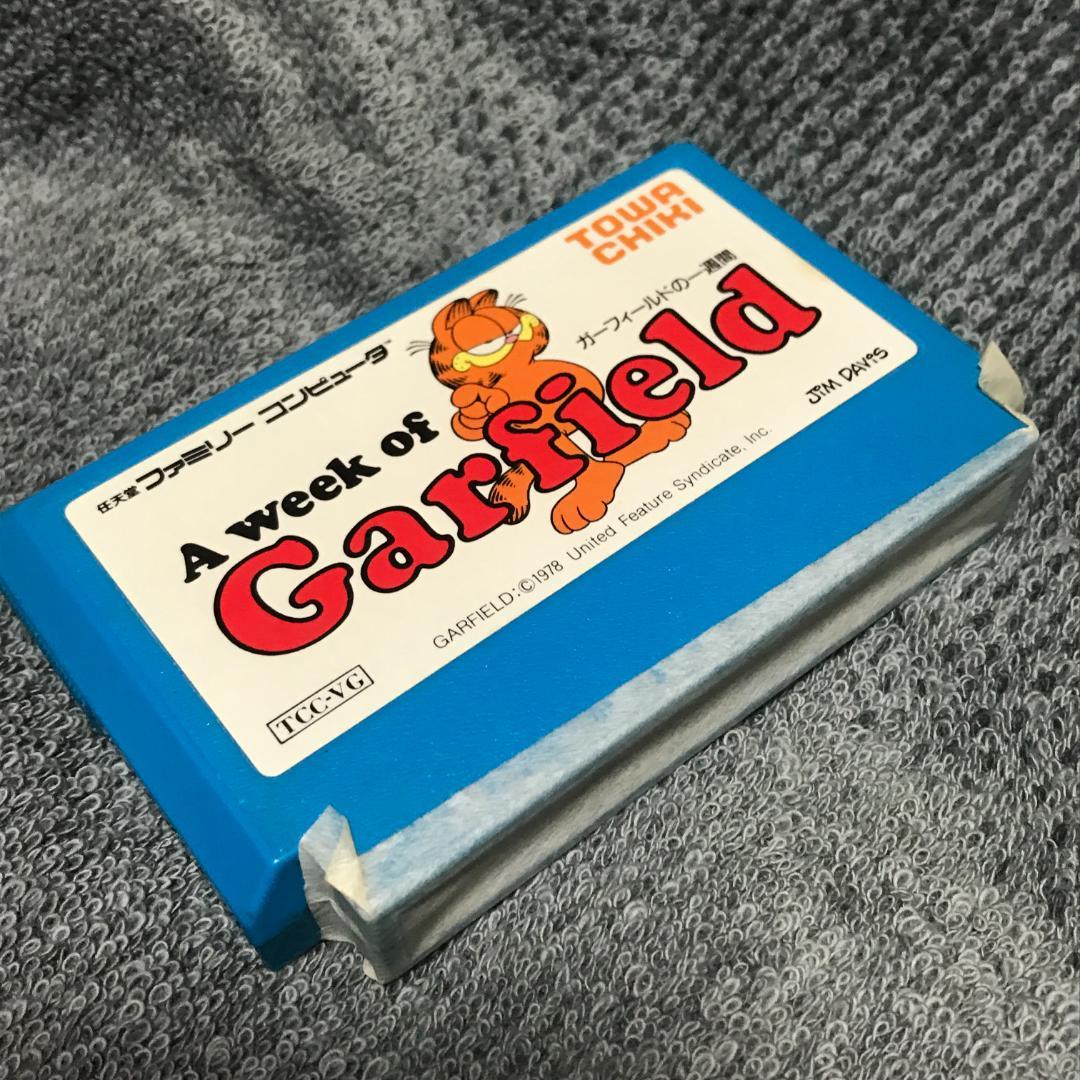 TOWA
CHIKI
任天堂 ファミリー コンピュータ™
ガーフィールドの一週間
A week of
Garfield
JIM DAVIS
GARFIELD:©1978 United Feature Syndicate, Inc.
TCC-VG